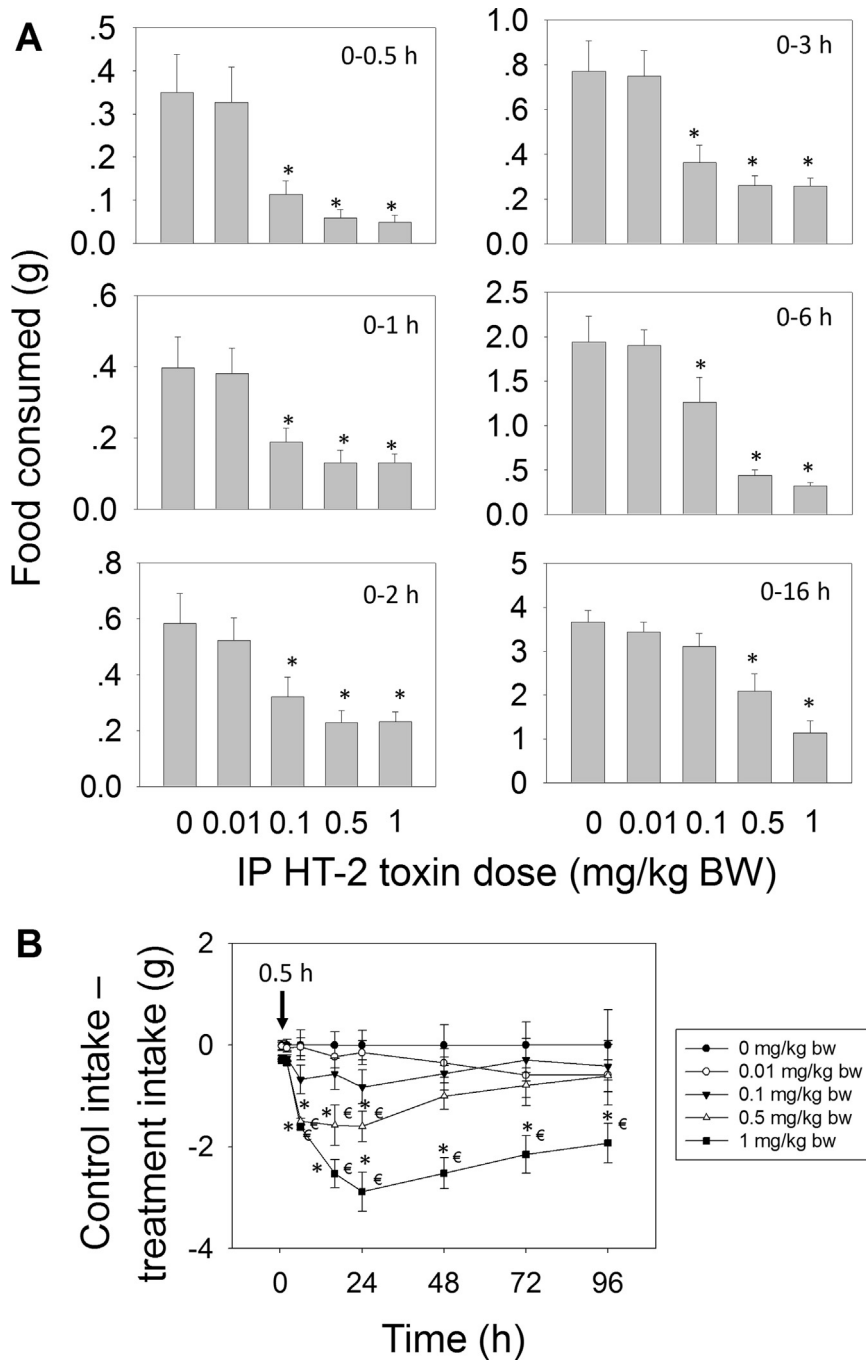 A
Food consumed (g)
.5
.4
.3
.2
.1
0.0
0-0.5 h
*
*
*
1.0
.8
.6
.4
.2
0.0
0-3 h
*
*
*
.6
.4
.2
0.0
0-1 h
*
*
*
2.5
2.0
1.5
1.0
.5
0.0
0-6 h
*
*
*
.8
.6
.4
.2
0.0
0-2 h
*
*
*
0 0.01 0.1 0.5 1
5
4
3
2
1
0
0-16 h
*
*
0 0.01 0.1 0.5 1
IP HT-2 toxin dose (mg/kg BW)
B
Control intake –
treatment intake (g)
2
0
-2
-4
0.5 h
* * *
€ € €
* * * * * *
€ € € € € €
0 24 48 72 96
Time (h)
0 mg/kg bw
0.01 mg/kg bw
0.1 mg/kg bw
0.5 mg/kg bw
1 mg/kg bw